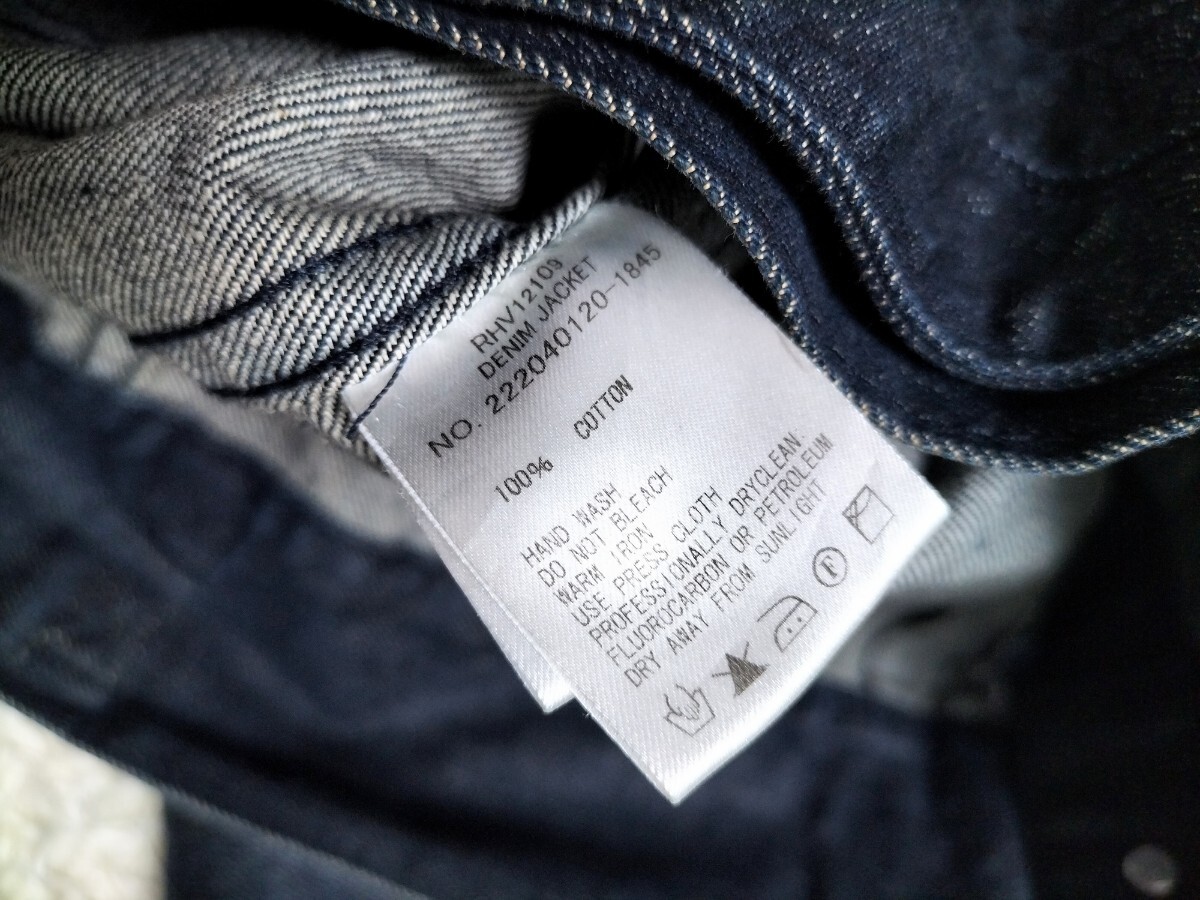 RHV12109
DENIM JACKET
NO. 222040120-1845
100% COTTON
HAND WASH
DO NOT BLEACH
WARM IRON
USE PRESS CLOTH
PROFESSIONALLY DRYCLEAN.
FLUOROCARBON OR PETROLEUM
DRY AWAY FROM SUNLIGHT
F